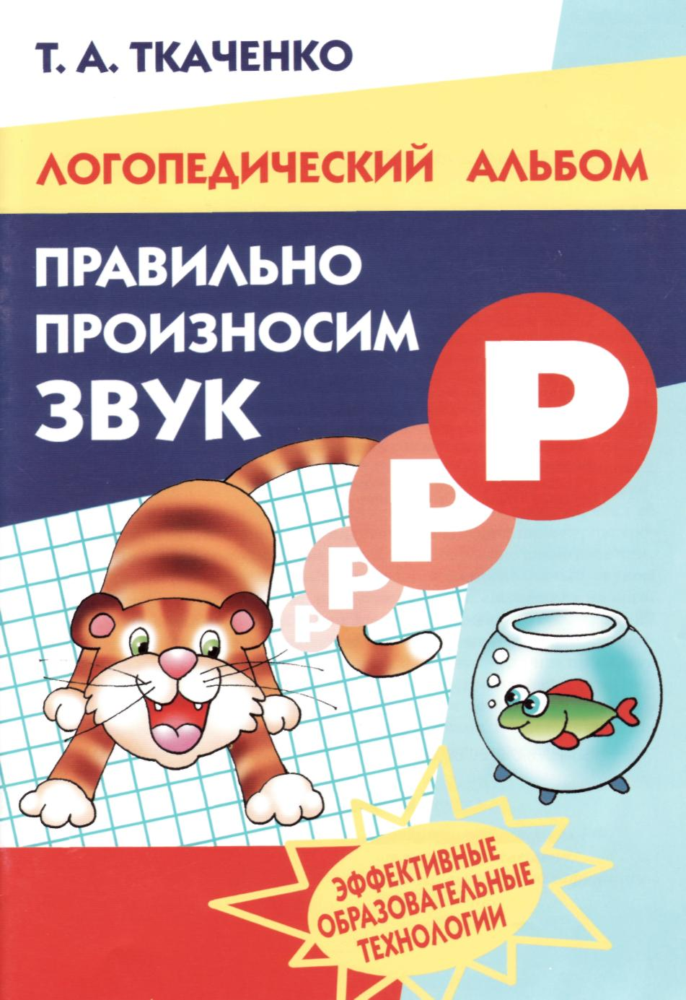 Т. А. ТКАЧЕНКО
ЛОГОПЕДИЧЕСКИЙ АЛЬБОМ
ПРАВИЛЬНО
ПРОИЗНОСИМ
ЗВУК
Р
Р
Р
Р
ЭФФЕКТИВНЫЕ
ОБРАЗОВАТЕЛЬНЫЕ
ТЕХНОЛОГИИ